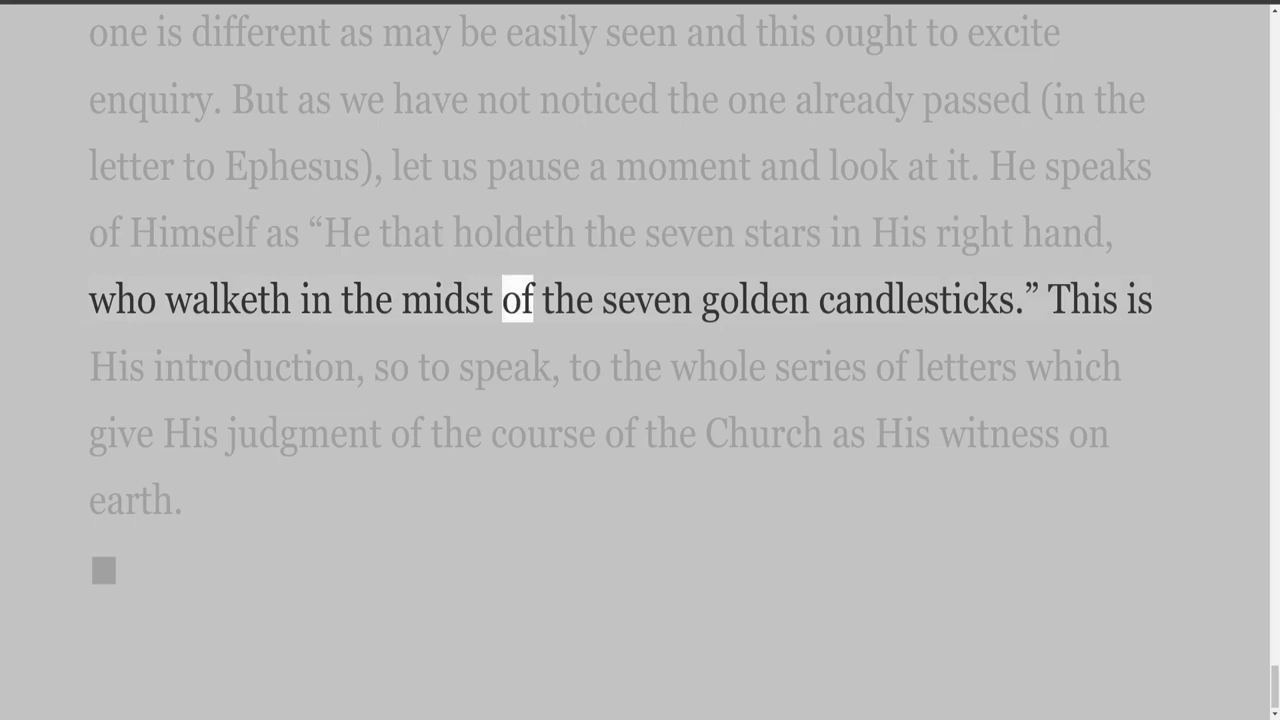 one is different as may be easily seen and this ought to excite
enquiry. But as we have not noticed the one already passed (in the
letter to Ephesus), let us pause a moment and look at it. He speaks
of Himself as “He that holdeth the seven stars in His right hand,
who walketh in the midst of the seven golden candlesticks.” This is
His introduction, so to speak, to the whole series of letters which
give His judgment of the course of the Church as His witness on
earth.